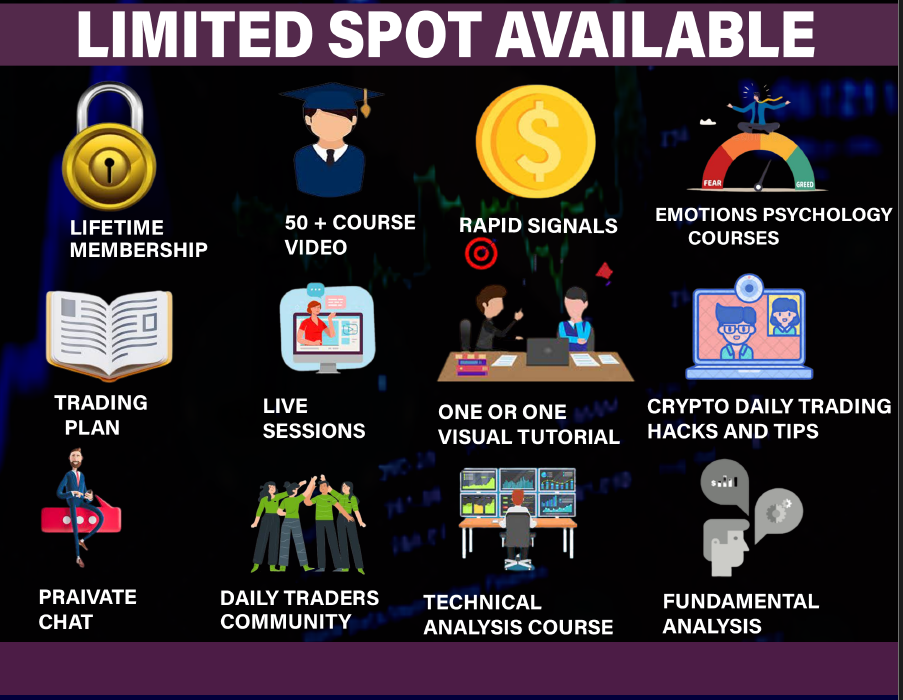 LIMITED SPOT AVAILABLE
LIFETIME
MEMBERSHIP
50 + COURSE
VIDEO
$
RAPID SIGNALS
FEAR
GREED
EMOTIONS PSYCHOLOGY
COURSES
TRADING
PLAN
LIVE
SESSIONS
ONE OR ONE
VISUAL TUTORIAL
CRYPTO DAILY TRADING
HACKS AND TIPS
PRAIVATE
CHAT
DAILY TRADERS
COMMUNITY
TECHNICAL
ANALYSIS COURSE
FUNDAMENTAL
ANALYSIS